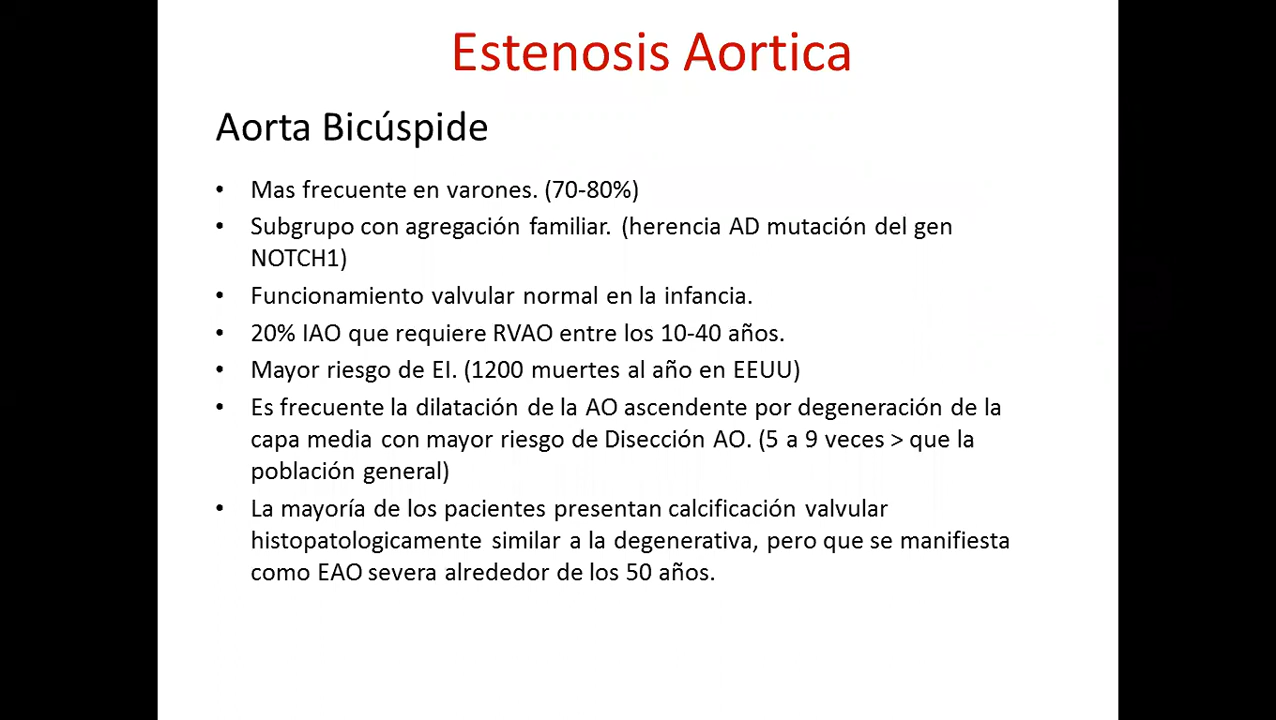 Estenosis Aortica
Aorta Bicúspide
• Mas frecuente en varones. (70-80%)
• Subgrupo con agregación familiar. (herencia AD mutación del gen
NOTCH1)
• Funcionamiento valvular normal en la infancia.
• 20% IAO que requiere RVAO entre los 10-40 años.
• Mayor riesgo de EI. (1200 muertes al año en EEUU)
• Es frecuente la dilatación de la AO ascendente por degeneración de la
capa media con mayor riesgo de Disección AO. (5 a 9 veces > que la
población general)
• La mayoría de los pacientes presentan calcificación valvular
histopatologicamente similar a la degenerativa, pero que se manifiesta
como EAO severa alrededor de los 50 años.